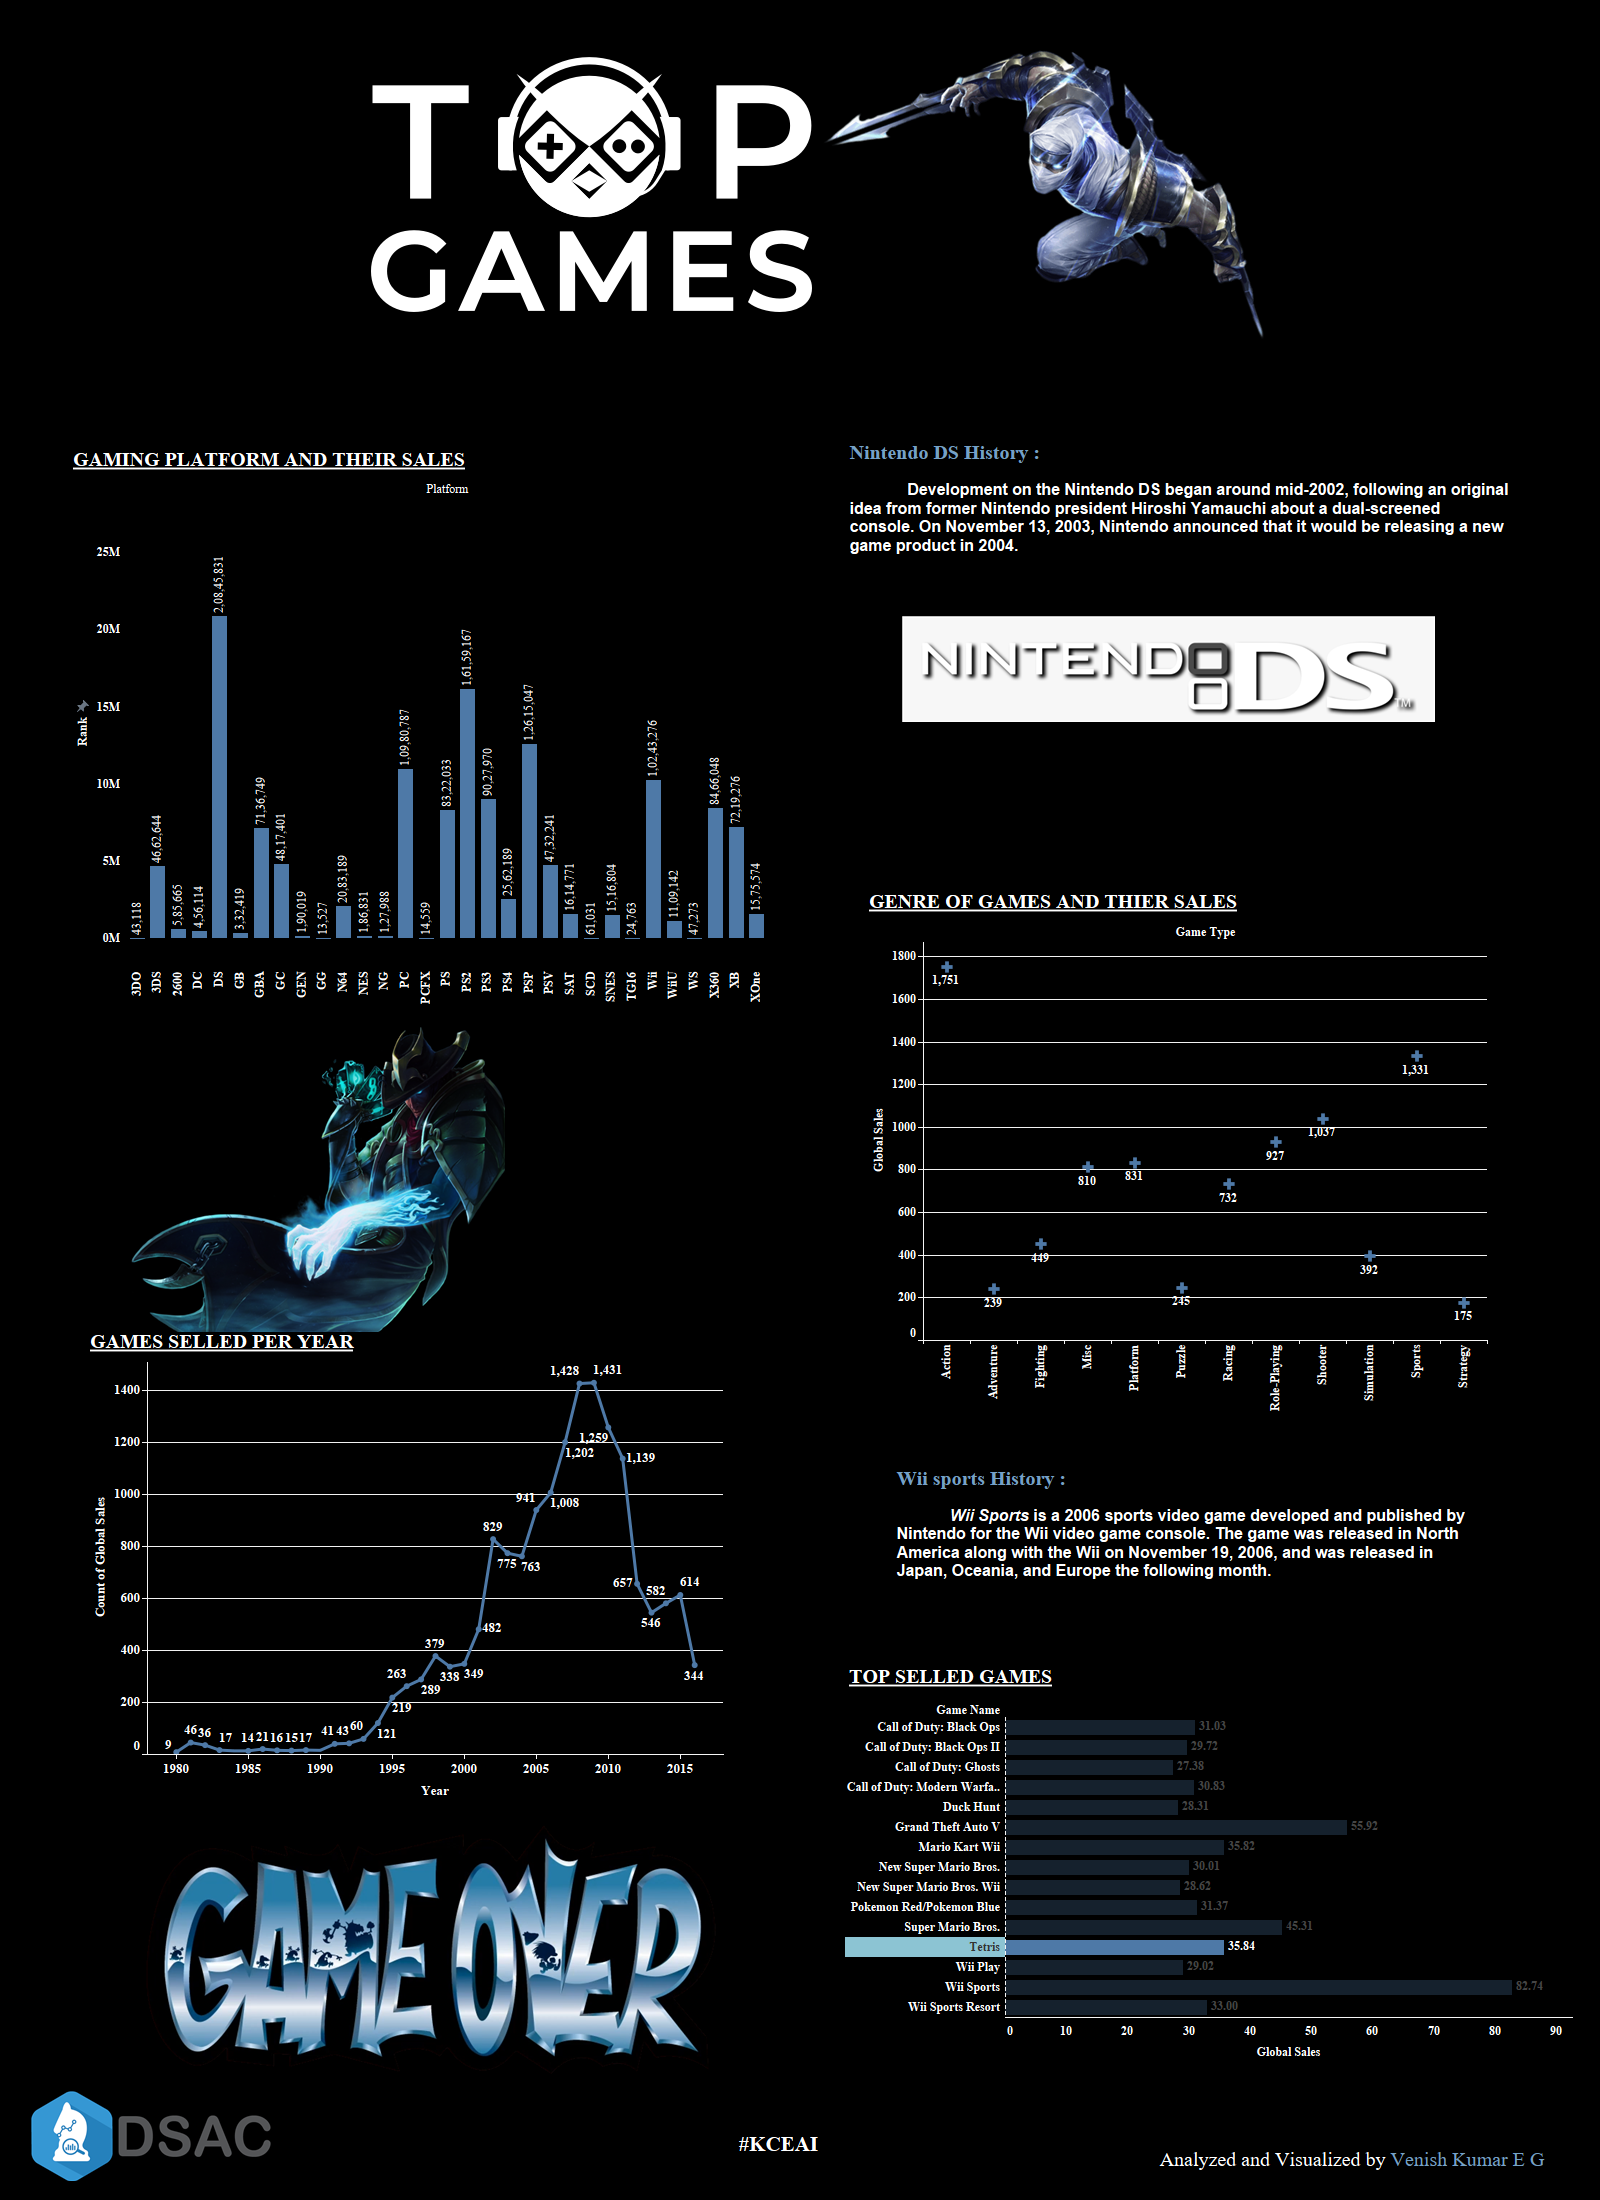 TOP
GAMES
GAMING PLATFORM AND THEIR SALES
Platform
25M
20M
15M
10M
5M
0M
Rank
43,118
46,62,644
5,85,665
4,56,114
2,08,45,831
3,32,419
71,36,749
48,17,401
1,90,019
13,527
20,83,189
1,86,831
1,27,988
1,09,80,787
14,559
83,22,033
1,61,59,167
90,27,970
25,62,189
1,26,15,047
47,32,241
16,14,771
61,031
15,16,804
24,763
1,02,43,276
11,09,142
47,273
84,66,048
72,19,276
15,75,574
3DO
3DS
2600
DC
DS
GB
GBA
GC
GEN
GG
N64
NES
NG
PC
PCFX
PS
PS2
PS3
PS4
PSP
PSV
SAT
SCD
SNES
TG16
Wii
WiiU
WS
X360
XB
XOne
Nintendo DS History :
Development on the Nintendo DS began around mid-2002, following an original
idea from former Nintendo president Hiroshi Yamauchi about a dual-screened
console. On November 13, 2003, Nintendo announced that it would be releasing a new
game product in 2004.
NINTENDO DS TM
GENRE OF GAMES AND THIER SALES
Game Type
1800
1600
1400
1200
1000
800
600
400
200
0
Global Sales
1,751
239
449
810
831
245
732
927
1,037
392
1,331
175
Action
Adventure
Fighting
Misc
Platform
Puzzle
Racing
Role-Playing
Shooter
Simulation
Sports
Strategy
GAMES SELLED PER YEAR
1400
1200
1000
800
600
400
200
0
Count of Global Sales
9
46
36
17
14
21
16
15
17
41
43
60
121
219
263
289
379
338
349
482
829
775
763
941
1,008
1,202
1,428
1,431
1,259
1,139
657
546
582
614
344
1980
1985
1990
1995
2000
2005
2010
2015
Year
Wii sports History :
Wii Sports is a 2006 sports video game developed and published by
Nintendo for the Wii video game console. The game was released in North
America along with the Wii on November 19, 2006, and was released in
Japan, Oceania, and Europe the following month.
TOP SELLED GAMES
Game Name
Call of Duty: Black Ops 31.03
Call of Duty: Black Ops II 29.72
Call of Duty: Ghosts 27.38
Call of Duty: Modern Warfa.. 30.83
Duck Hunt 28.31
Grand Theft Auto V 55.92
Mario Kart Wii 35.82
New Super Mario Bros. 30.01
New Super Mario Bros. Wii 28.62
Pokemon Red/Pokemon Blue 31.37
Super Mario Bros. 45.31
Tetris 35.84
Wii Play 29.02
Wii Sports 82.74
Wii Sports Resort 33.00
0 10 20 30 40 50 60 70 80 90
Global Sales
GAME OVER
DSAC
#KCEAI
Analyzed and Visualized by Venish Kumar E G